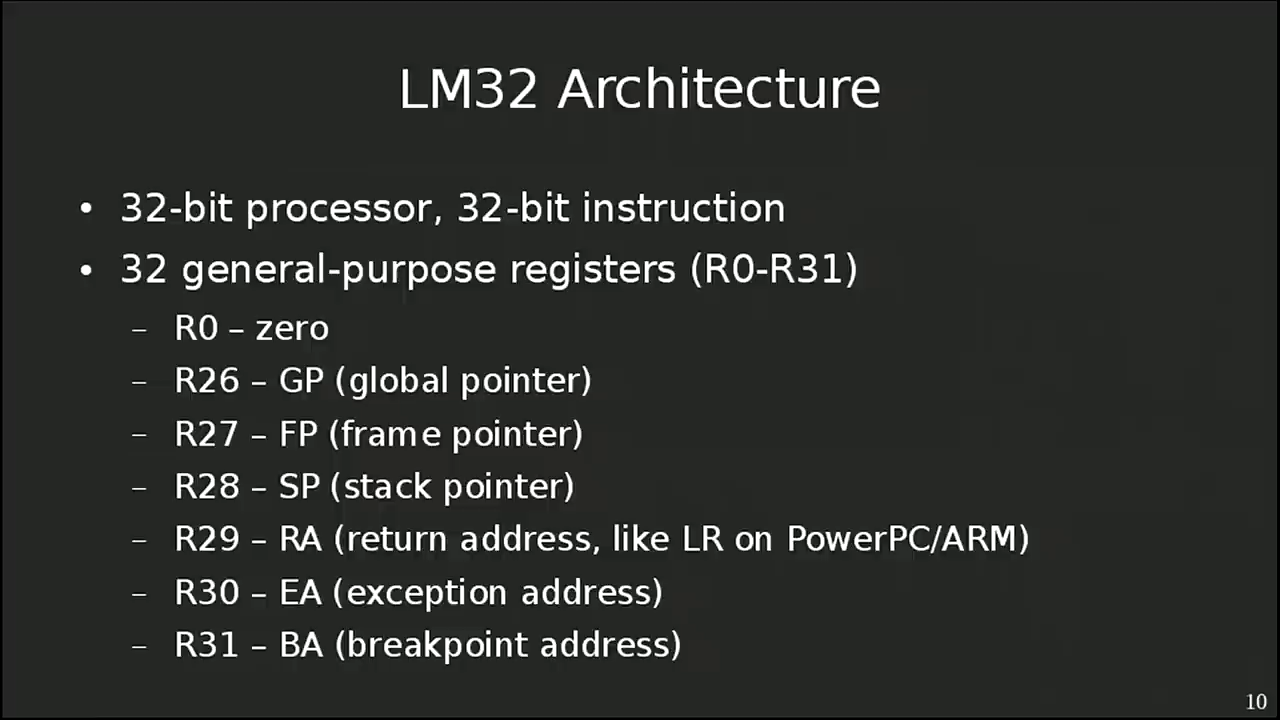 LM32 Architecture
• 32-bit processor, 32-bit instruction
• 32 general-purpose registers (R0-R31)
– R0 – zero
– R26 – GP (global pointer)
– R27 – FP (frame pointer)
– R28 – SP (stack pointer)
– R29 – RA (return address, like LR on PowerPC/ARM)
– R30 – EA (exception address)
– R31 – BA (breakpoint address)
10